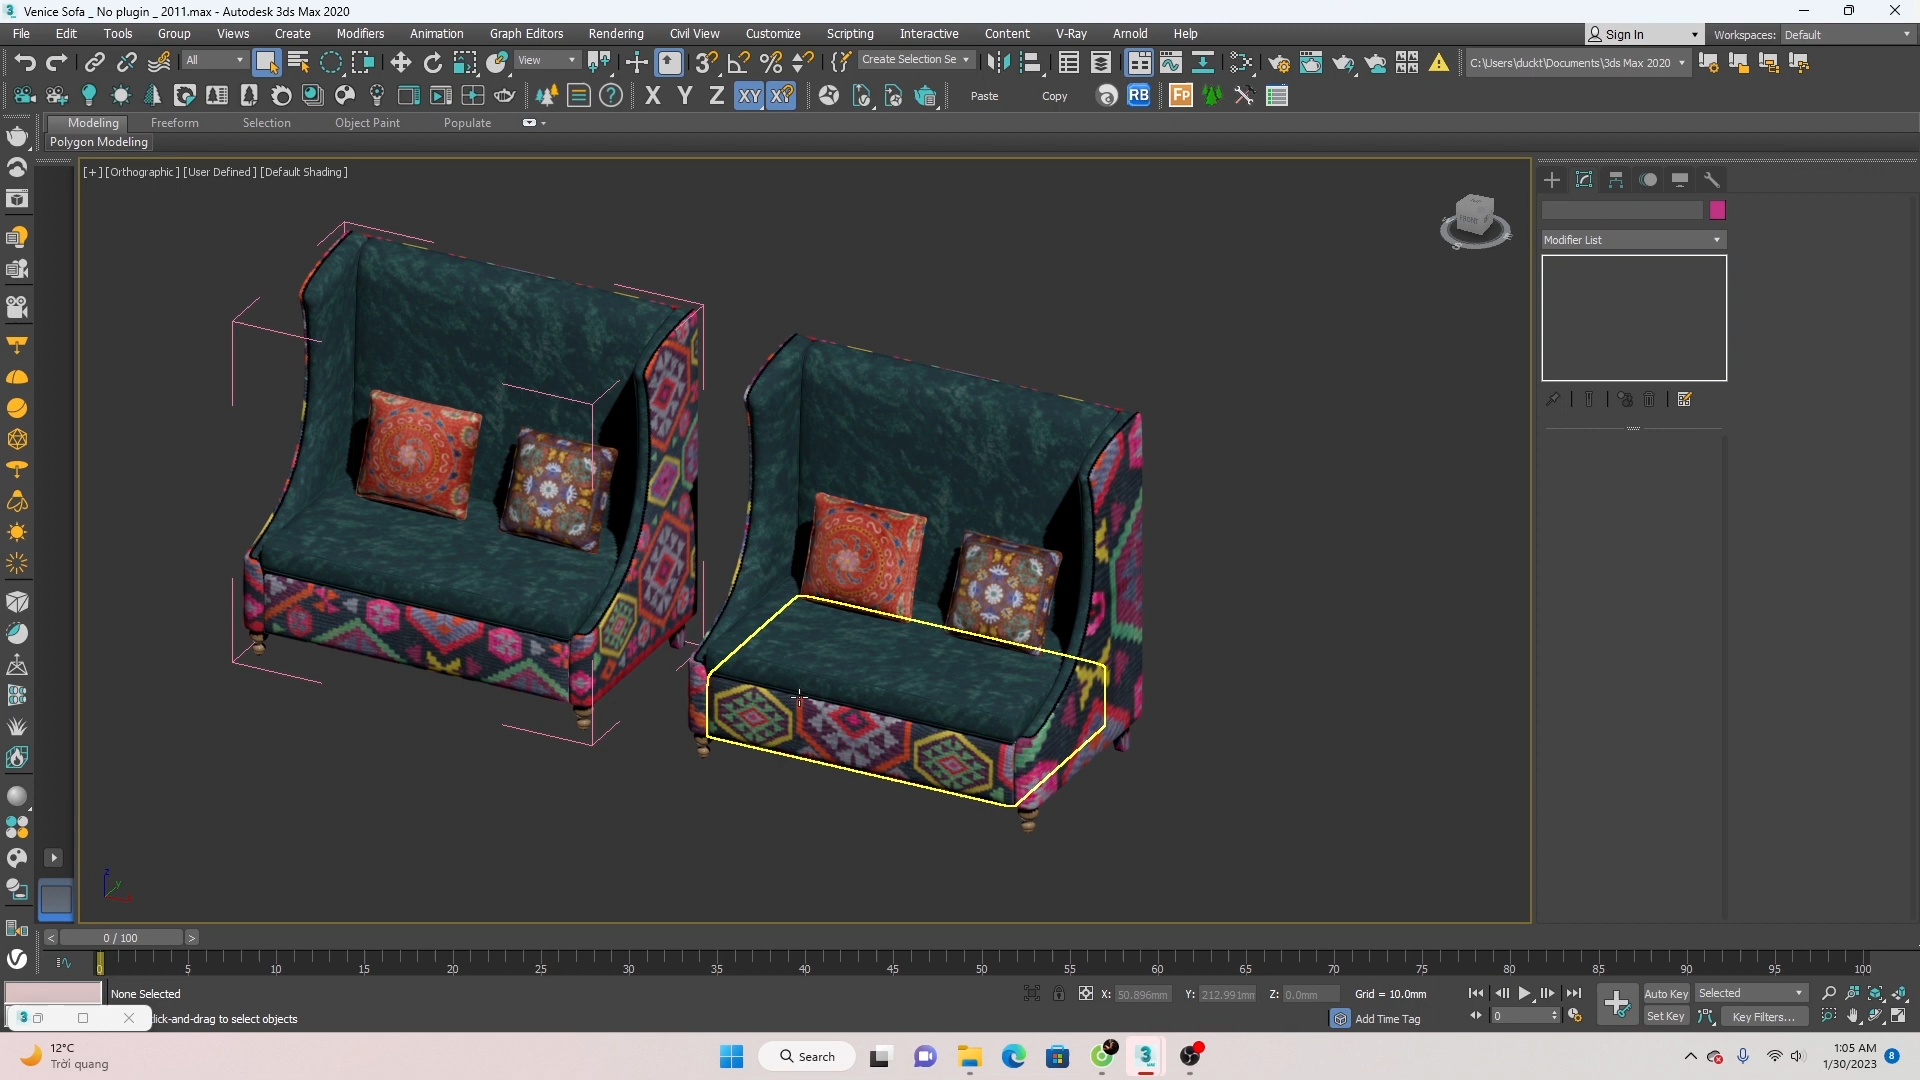 Venice Sofa _ No plugin _ 2011.max - Autodesk 3ds Max 2020
File Edit Tools Group Views Create Modifiers Animation Graph Editors Rendering Civil View Customize Scripting Interactive Content V-Ray Arnold Help
Sign In Workspaces: Default
All View Create Selection Se C:\Users\duckt\Documents\3ds Max 2020
X Y Z XY XY Paste Copy RB FP
Modeling Freeform Selection Object Paint Populate
Polygon Modeling
[+] [Orthographic] [User Defined] [Default Shading]
FRONT
Modifier List
z
y
< 0 / 100 >
0 5 10 15 20 25 30 35 40 45 50 55 60 65 70 75 80 85 90 95 100
None Selected X: 50.896mm Y: 212.991mm Z: 0.0mm Grid = 10.0mm Auto Key Selected
click-and-drag to select objects Add Time Tag 0 Set Key Key Filters...
12°C
Trời quang
Search
1:05 AM
1/30/2023
8